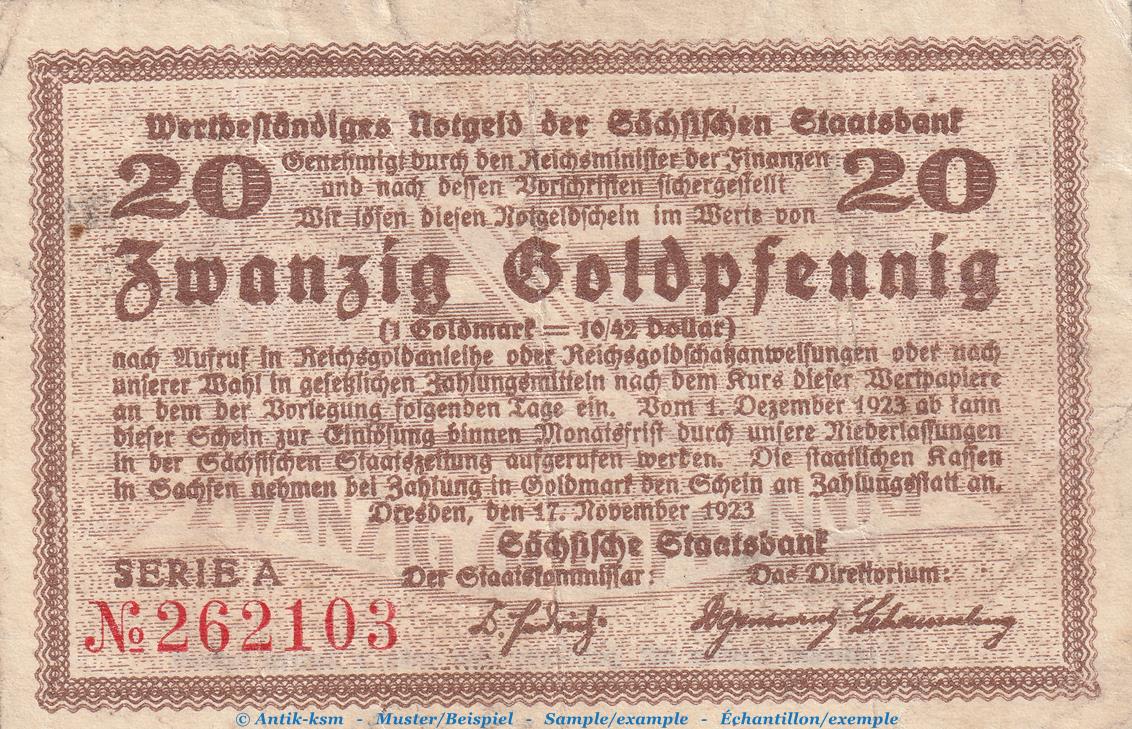 Wertbeständiges Notgeld der Sächsischen Staatsbank
20 Genehmigt durch den Reichsminister der Finanzen 20
und nach dessen Vorschriften sichergestellt
Wir lösen diesen Notgeldschein im Werte von
Zwanzig Goldpfennig
(1 Goldmark = 10/42 Dollar)
nach Aufruf in Reichsgoldanleihe oder Reichsgoldschatzanweisungen oder nach
unserer Wahl in gesetzlichen Zahlungsmitteln nach dem Kurs dieser Wertpapiere
an dem der Vorlegung folgenden Tage ein. Vom 1. Dezember 1923 ab kann
dieser Schein zur Einlösung binnen Monatsfrist durch unsere Niederlassungen
in der Sächsischen Staatszeitung aufgerufen werden. Die staatlichen Kassen
in Sachsen nehmen bei Zahlung in Goldmark den Schein an Zahlungsstatt an.
Dresden, den 17. November 1923
Sächsische Staatsbank
SERIE A Der Staatskommissar: Das Direktorium:
№ 262103
© Antik-ksm - Muster/Beispiel - Sample/example - Échantillon/exemple